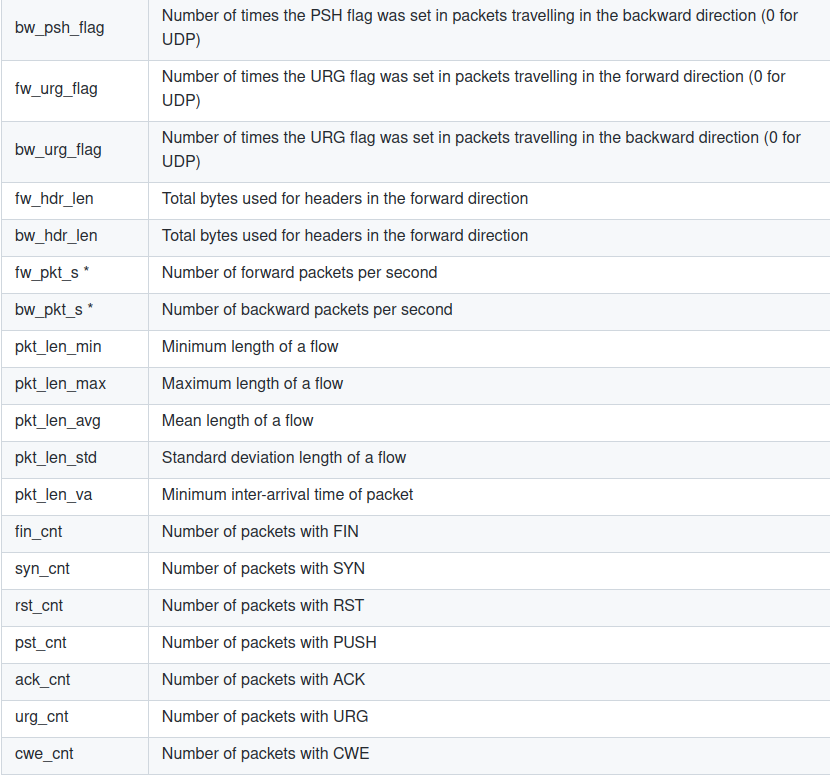 bw_psh_flag
Number of times the PSH flag was set in packets travelling in the backward direction (0 for
UDP)
fw_urg_flag
Number of times the URG flag was set in packets travelling in the forward direction (0 for
UDP)
bw_urg_flag
Number of times the URG flag was set in packets travelling in the backward direction (0 for
UDP)
fw_hdr_len
Total bytes used for headers in the forward direction
bw_hdr_len
Total bytes used for headers in the forward direction
fw_pkt_s *
Number of forward packets per second
bw_pkt_s *
Number of backward packets per second
pkt_len_min
Minimum length of a flow
pkt_len_max
Maximum length of a flow
pkt_len_avg
Mean length of a flow
pkt_len_std
Standard deviation length of a flow
pkt_len_va
Minimum inter-arrival time of packet
fin_cnt
Number of packets with FIN
syn_cnt
Number of packets with SYN
rst_cnt
Number of packets with RST
pst_cnt
Number of packets with PUSH
ack_cnt
Number of packets with ACK
urg_cnt
Number of packets with URG
cwe_cnt
Number of packets with CWE